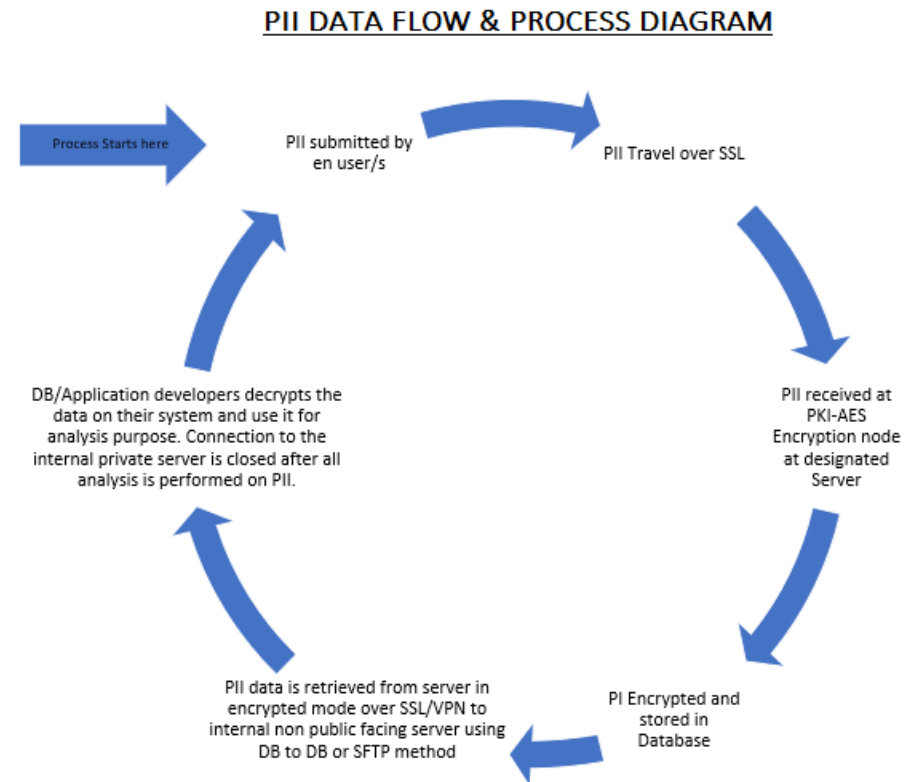 PII DATA FLOW & PROCESS DIAGRAM
Process Starts here
PII submitted by
en user/s
PII Travel over SSL
PII received at
PKI-AES
Encryption node
at designated
Server
PI Encrypted and
stored in
Database
PII data is retrieved from server in
encrypted mode over SSL/VPN to
internal non public facing server using
DB to DB or SFTP method
DB/Application developers decrypts the
data on their system and use it for
analysis purpose. Connection to the
internal private server is closed after all
analysis is performed on PII.